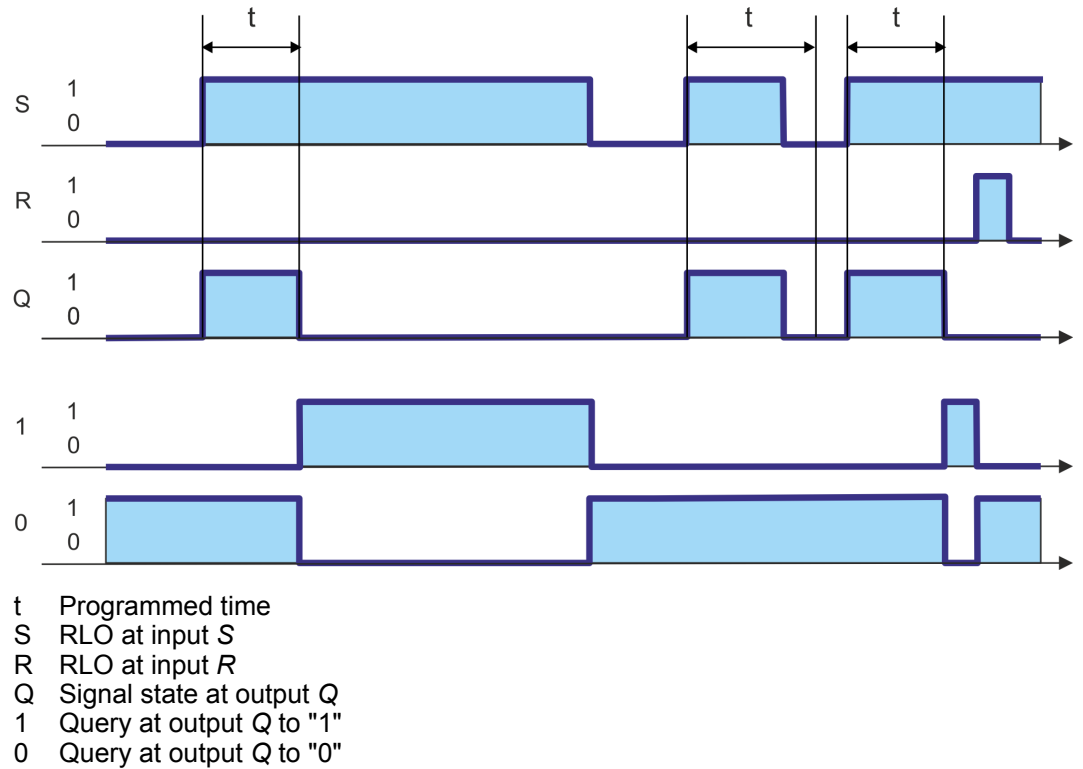 t t t
S 1
0
R 1
0
Q 1
0
1 1
0
0 1
0
t Programmed time
S RLO at input S
R RLO at input R
Q Signal state at output Q
1 Query at output Q to "1"
0 Query at output Q to "0"